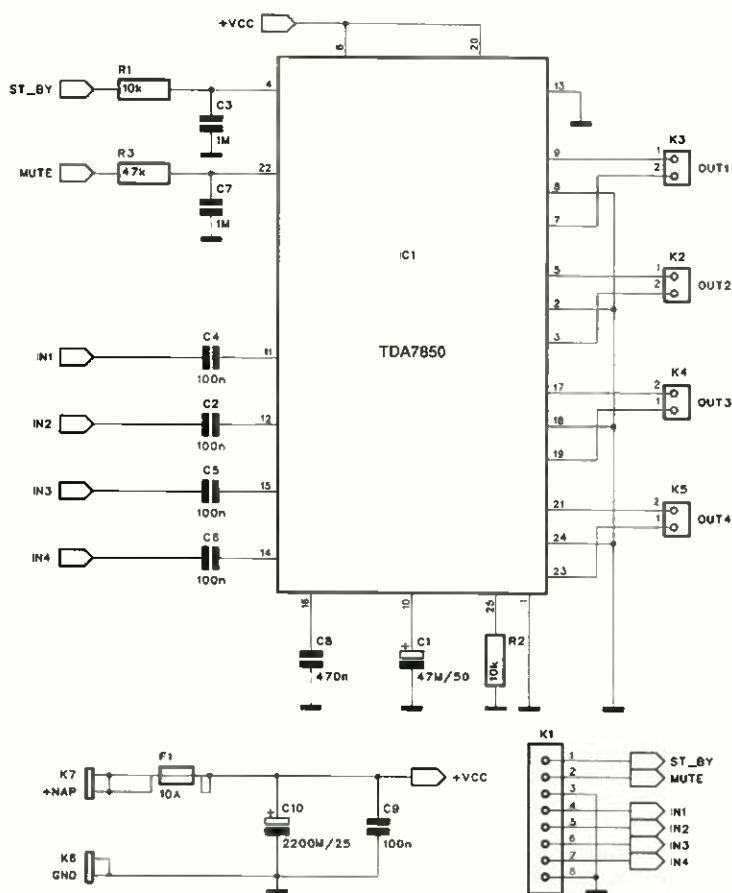 +VCC
6
20
R1
ST_BY
10k
4
13
C3
1M
K3
9
1
OUT1
R3
2
MUTE
47k
22
8
C7
1M
7
IC1
K2
5
1
OUT2
2
2
3
TDA7850
C4
IN1
11
100n
K4
17
2
OUT3
1
C2
IN2
12
18
100n
19
C5
IN3
15
100n
K5
21
2
OUT4
1
C6
IN4
14
24
100n
23
16
10
25
1
C8
470n
+
C1
47M/50
R2
10k
K1
F1
K7
+NAP
10A
+VCC
1
ST_BY
2
MUTE
3
4
IN1
5
IN2
6
IN3
7
IN4
8
+
C10
2200M/25
C9
100n
K6
GND